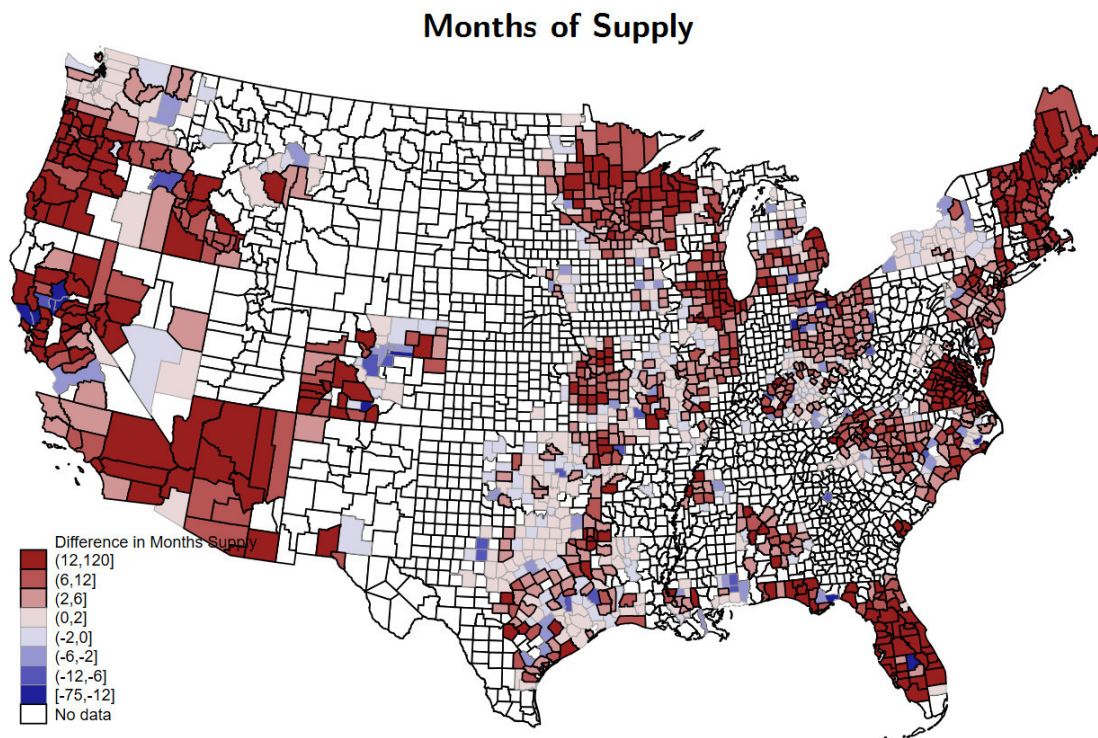 Months of Supply
Difference in Months Supply
(12,120]
(6,12]
(2,6]
(0,2]
(-2,0]
(-6,-2]
(-12,-6]
[-75,-12]
No data